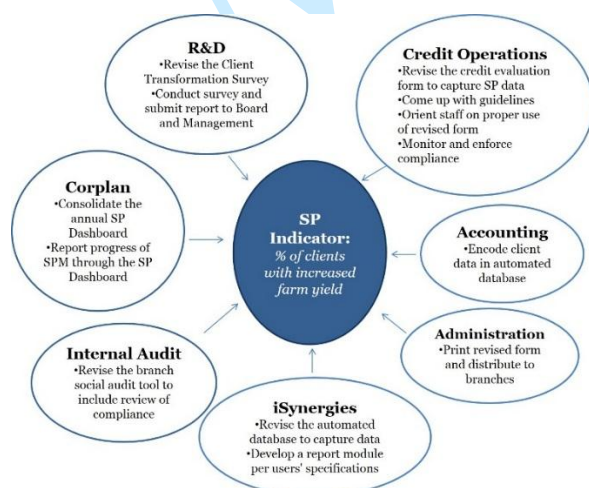 R&D
•Revise the Client
Transformation Survey
•Conduct survey and
submit report to Board
and Management
Credit Operations
•Revise the credit evaluation
form to capture SP data
•Come up with guidelines
•Orient staff on proper use
of revised form
•Monitor and enforce
compliance
Corplan
•Consolidate the
annual SP
Dashboard
•Report progress of
SPM through the SP
Dashboard
SP
Indicator:
% of clients
with increased
farm yield
Accounting
•Encode client
data in automated
database
Internal Audit
•Revise the branch
social audit tool to
include review of
compliance
Administration
•Print revised form
and distribute to
branches
iSynergies
•Revise the automated
database to capture data
•Develop a report module
per users' specifications